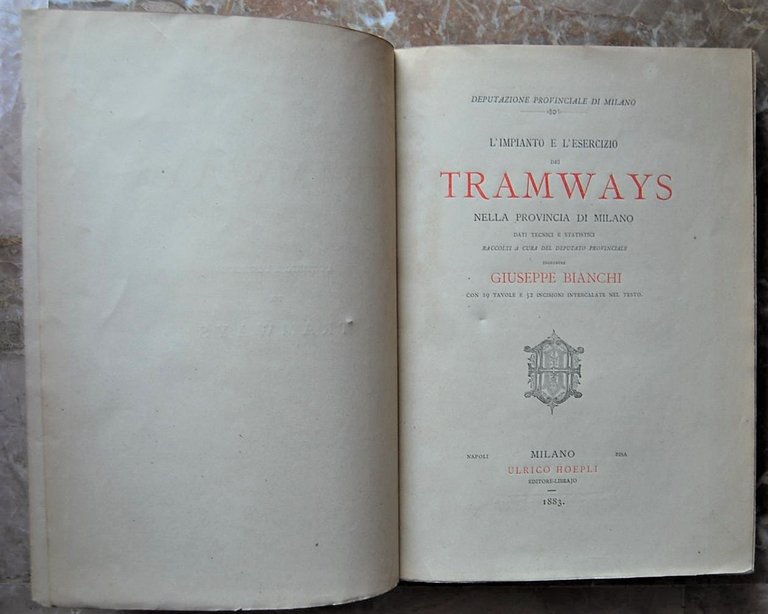 DEPUTAZIONE PROVINCIALE DI MILANO
L'IMPIANTO E L'ESERCIZIO
DEI
TRAMWAYS
NELLA PROVINCIA DI MILANO
DATI TECNICI E STATISTICI
RACCOLTI A CURA DEL DEPUTATO PROVINCIALE
INGEGNERE
GIUSEPPE BIANCHI
CON 19 TAVOLE E 52 INCISIONI INTERCALATE NEL TESTO.
NAPOLI MILANO PISA
ULRICO HOEPLI
EDITORE-LIBRAJO
1883.